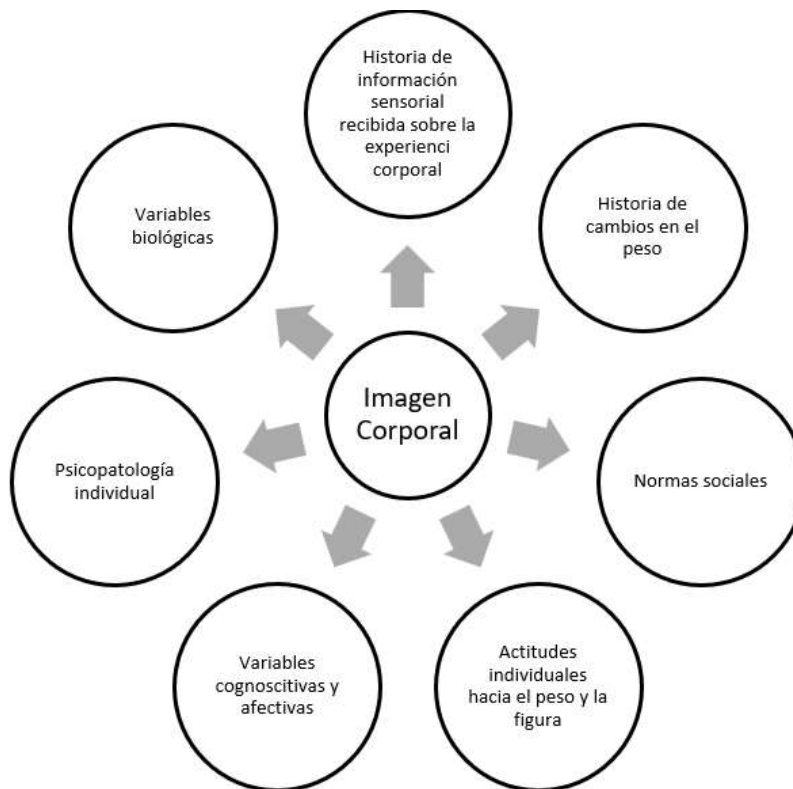 Historia de
información
sensorial
recibida sobre la
experienci
corporal
Historia de
cambios en el
peso
Normas sociales
Actitudes
individuales
hacia el peso y la
figura
Variables
cognoscitivas y
afectivas
Psicopatología
individual
Variables
biológicas
Imagen
Corporal